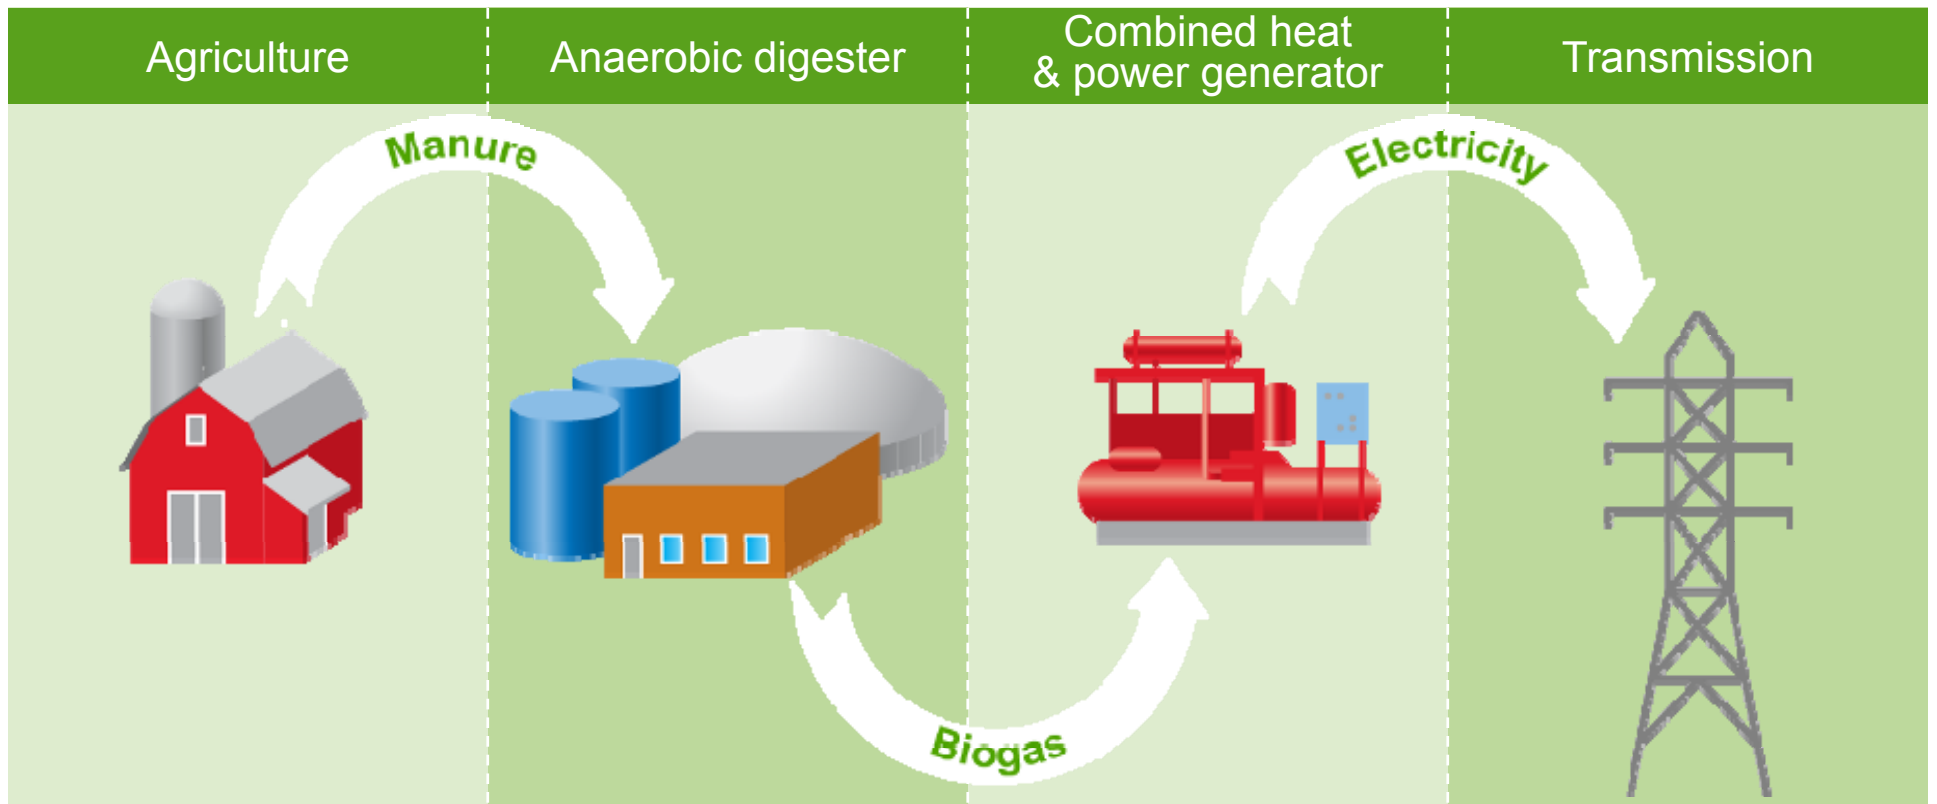 Agriculture
Anaerobic digester
Combined heat
& power generator
Transmission
Manure
Electricity
Biogas